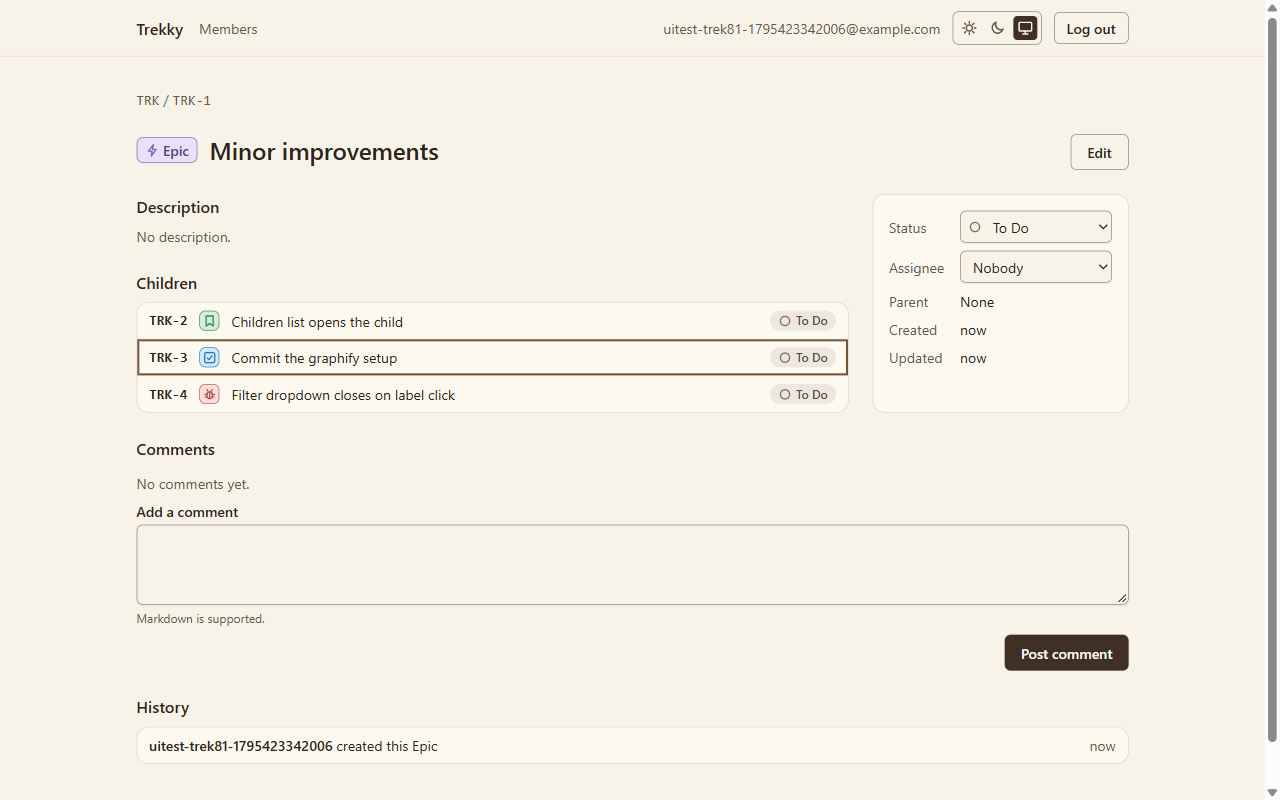 Trekky Members uitest-trek81-1795423342006@example.com Log out
TRK / TRK-1
Epic Minor improvements Edit
Description
No description.
Children
TRK-2 Children list opens the child To Do
TRK-3 Commit the graphify setup To Do
TRK-4 Filter dropdown closes on label click To Do
Status To Do
Assignee Nobody
Parent None
Created now
Updated now
Comments
No comments yet.
Add a comment
Markdown is supported.
Post comment
History
uitest-trek81-1795423342006 created this Epic now